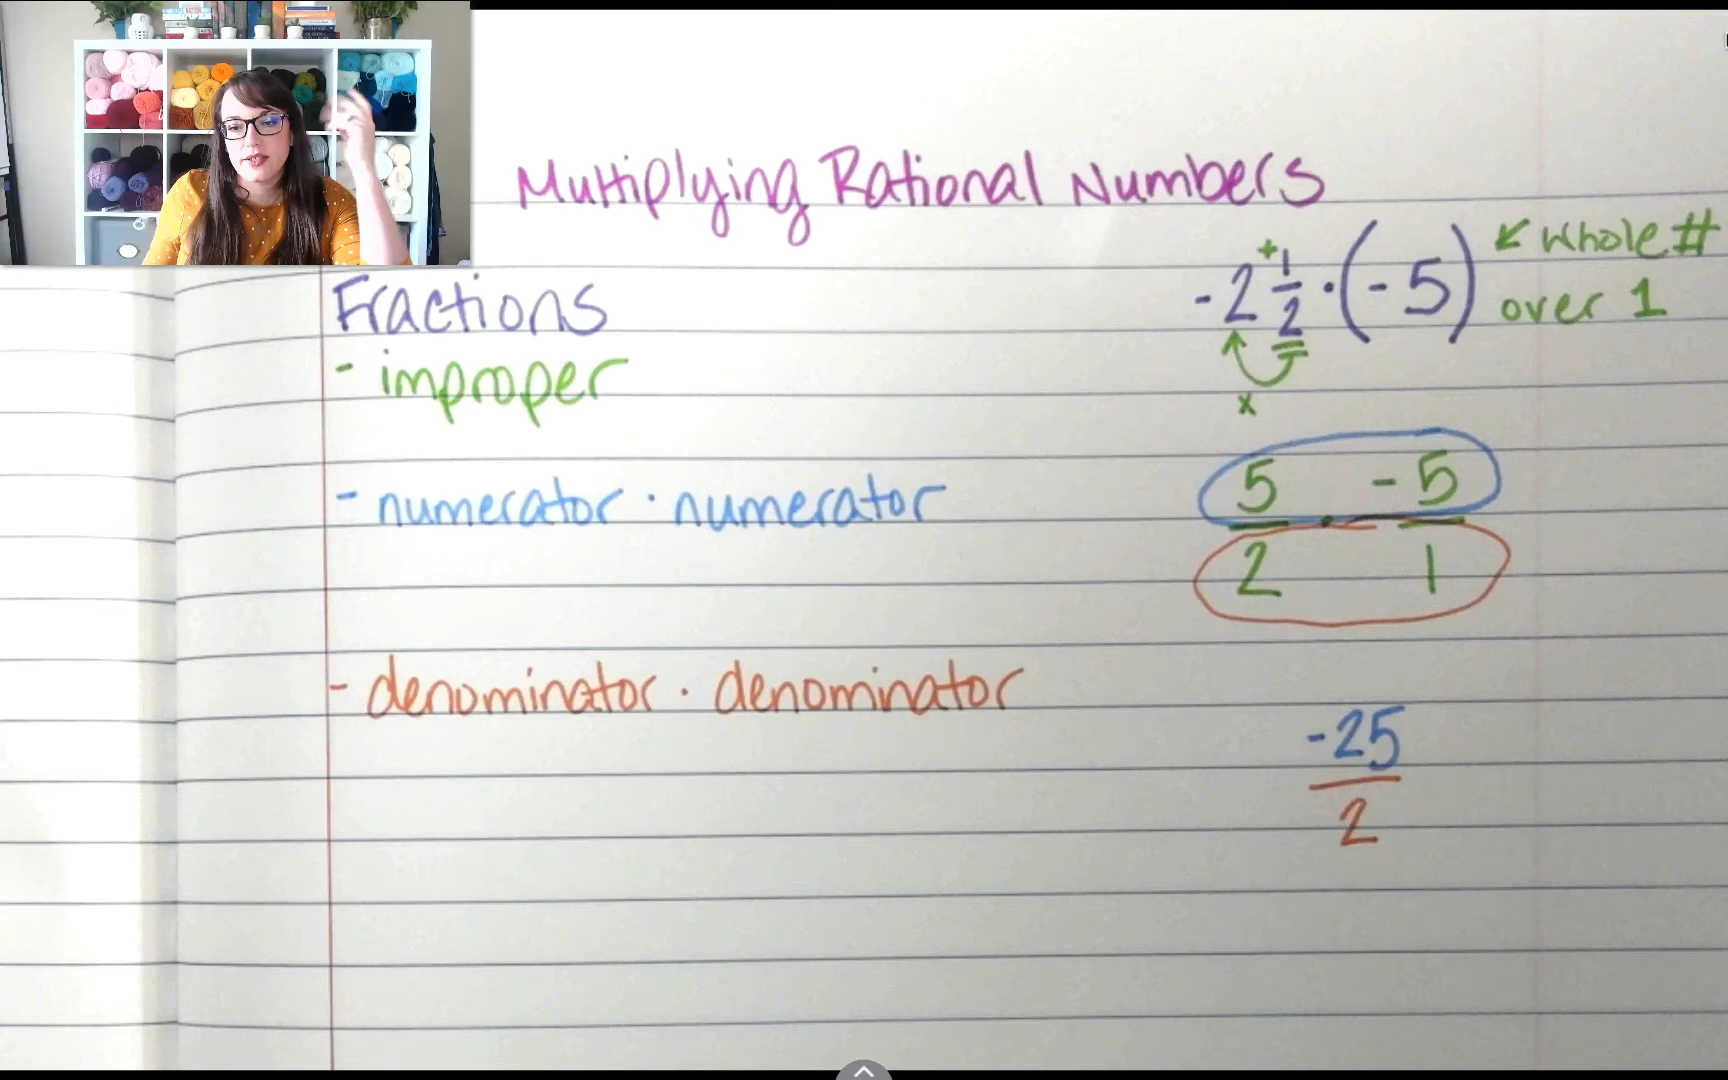 Multiplying Rational Numbers
Fractions
- improper
- numerator · numerator
- denominator · denominator
- 2 + 1/2 · (- 5) ↙ Whole #
over 1
x
5/2 · - 5/1
-25/2